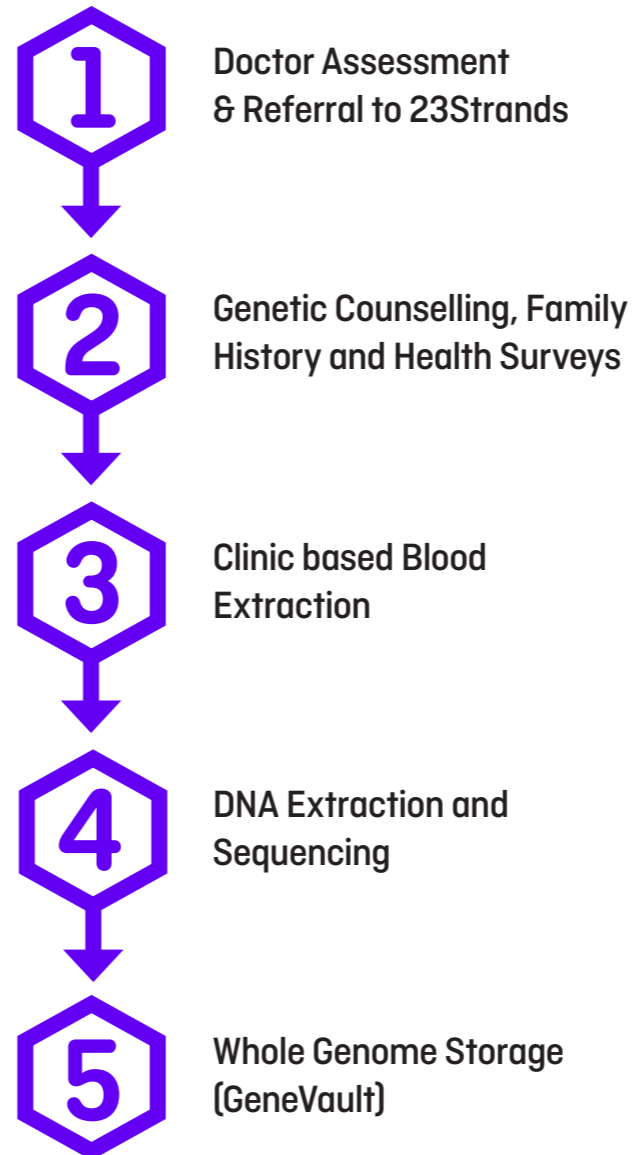 1
Doctor Assessment
& Referral to 23Strands
2
Genetic Counselling, Family
History and Health Surveys
3
Clinic based Blood
Extraction
4
DNA Extraction and
Sequencing
5
Whole Genome Storage
(GeneVault)